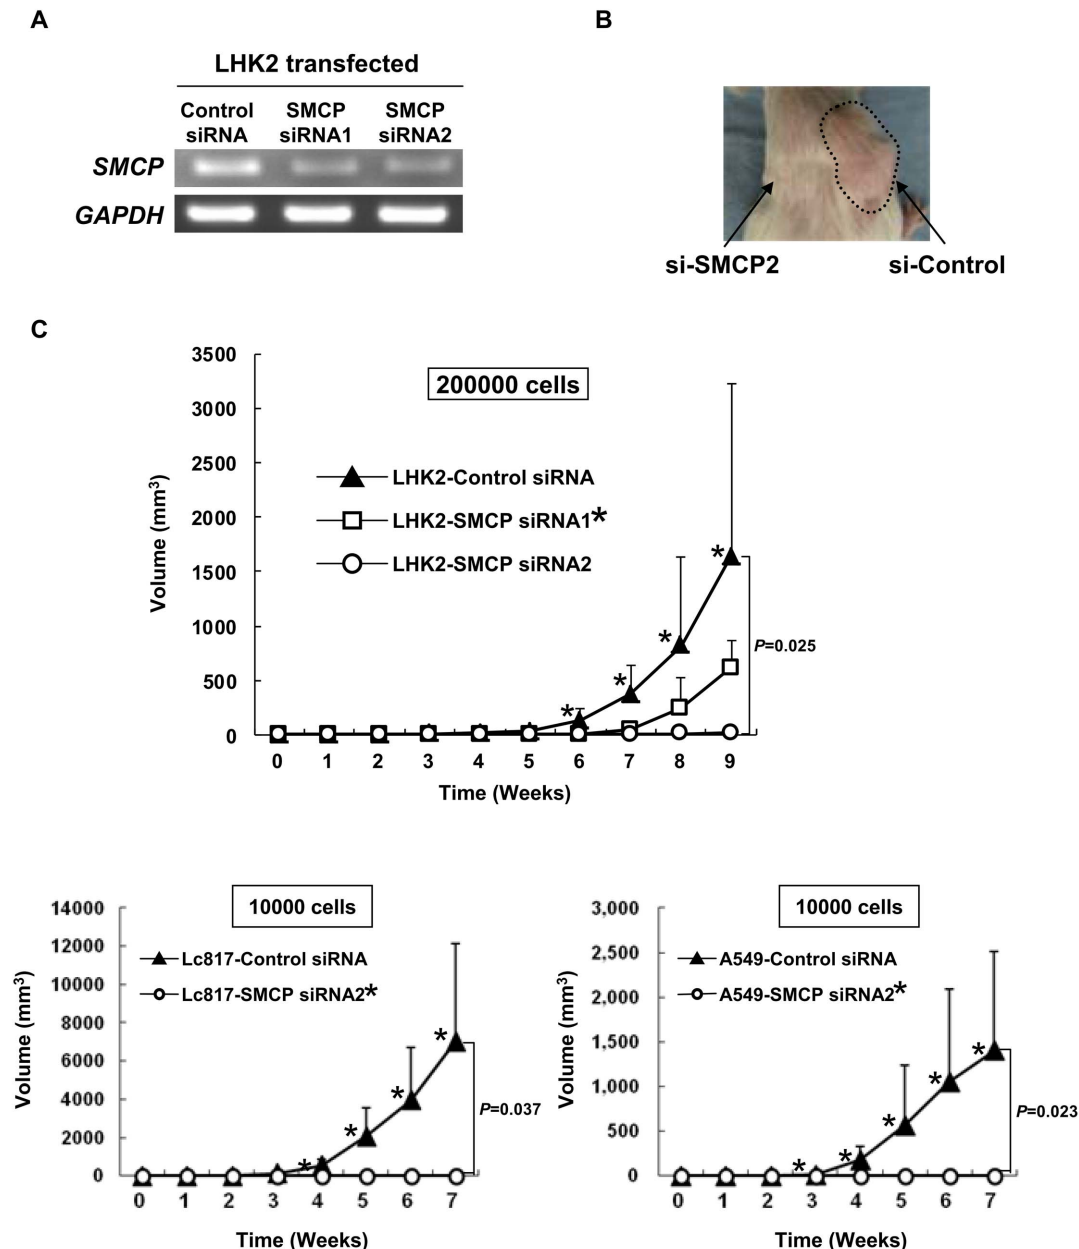 A
LHK2 transfected
Control siRNA
SMCP siRNA1
SMCP siRNA2
SMCP
GAPDH
B
si-SMCP2
si-Control
C
200000 cells
3500
3000
2500
2000
1500
1000
500
0
Volume (mm³)
LHK2-Control siRNA
LHK2-SMCP siRNA1*
LHK2-SMCP siRNA2
* * * *
P=0.025
0 1 2 3 4 5 6 7 8 9
Time (Weeks)
10000 cells
14000
12000
10000
8000
6000
4000
2000
0
Volume (mm³)
Lc817-Control siRNA
Lc817-SMCP siRNA2*
* * * *
P=0.037
0 1 2 3 4 5 6 7
Time (Weeks)
10000 cells
3,000
2,500
2,000
1,500
1,000
500
0
Volume (mm³)
A549-Control siRNA
A549-SMCP siRNA2*
* * * * *
P=0.023
0 1 2 3 4 5 6 7
Time (Weeks)